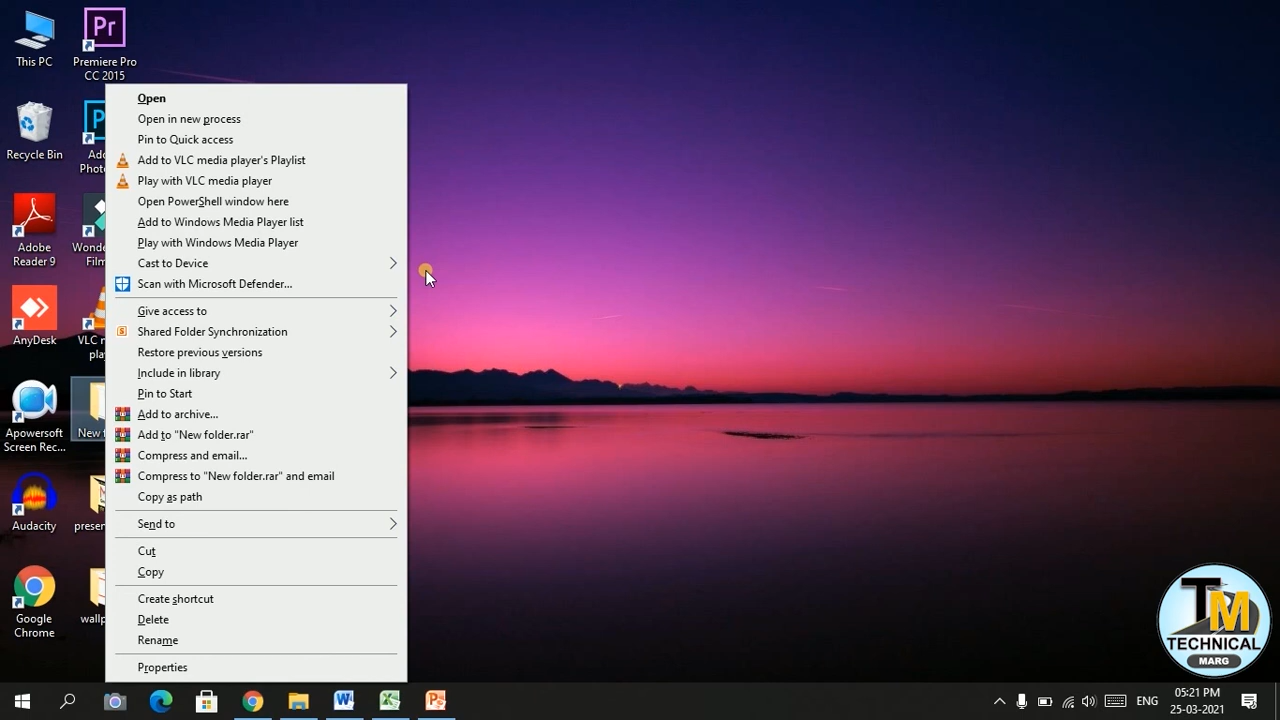 This PC
Premiere Pro
CC 2015
Recycle Bin
Adobe
Reader 9
AnyDesk
Apowersoft
Screen Rec...
Audacity
Google
Chrome
Open
Open in new process
Pin to Quick access
Add to VLC media player's Playlist
Play with VLC media player
Open PowerShell window here
Add to Windows Media Player list
Play with Windows Media Player
Cast to Device
Scan with Microsoft Defender...
Give access to
Shared Folder Synchronization
Restore previous versions
Include in library
Pin to Start
Add to archive...
Add to "New folder.rar"
Compress and email...
Compress to "New folder.rar" and email
Copy as path
Send to
Cut
Copy
Create shortcut
Delete
Rename
Properties
TM
TECHNICAL
MARG
ENG
05:21 PM
25-03-2021